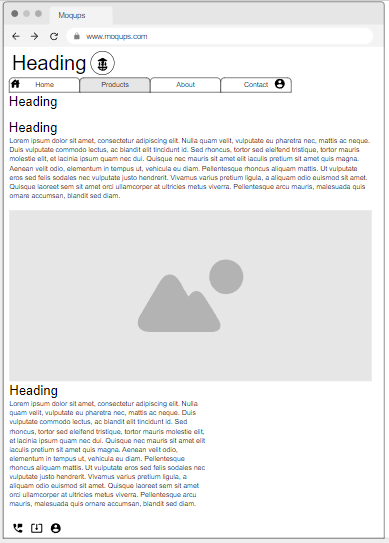 Moqups
www.moqups.com
Heading
Home Products About Contact
Heading
Heading
Lorem ipsum dolor sit amet, consectetur adipiscing elit. Nulla quam velit, vulputate eu pharetra nec, mattis ac neque.
Duis vulputate commodo lectus, ac blandit elit tincidunt id. Sed rhoncus, tortor sed eleifend tristique, tortor mauris
molestie elit, et lacinia ipsum quam nec dui. Quisque nec mauris sit amet elit iaculis pretium sit amet quis magna.
Aenean velit odio, elementum in tempus ut, vehicula eu diam. Pellentesque rhoncus aliquam mattis. Ut vulputate
eros sed felis sodales nec vulputate justo hendrerit. Vivamus varius pretium ligula, a aliquam odio euismod sit amet.
Quisque laoreet sem sit amet orci ullamcorper at ultricies metus viverra. Pellentesque arcu mauris, malesuada quis
ornare accumsan, blandit sed diam.
Heading
Lorem ipsum dolor sit amet, consectetur adipiscing elit. Nulla
quam velit, vulputate eu pharetra nec, mattis ac neque. Duis
vulputate commodo lectus, ac blandit elit tincidunt id. Sed
rhoncus, tortor sed eleifend tristique, tortor mauris molestie elit,
et lacinia ipsum quam nec dui. Quisque nec mauris sit amet elit
iaculis pretium sit amet quis magna. Aenean velit odio,
elementum in tempus ut, vehicula eu diam. Pellentesque
rhoncus aliquam mattis. Ut vulputate eros sed felis sodales nec
vulputate justo hendrerit. Vivamus varius pretium ligula, a
aliquam odio euismod sit amet. Quisque laoreet sem sit amet
orci ullamcorper at ultricies metus viverra. Pellentesque arcu
mauris, malesuada quis ornare accumsan, blandit sed diam.